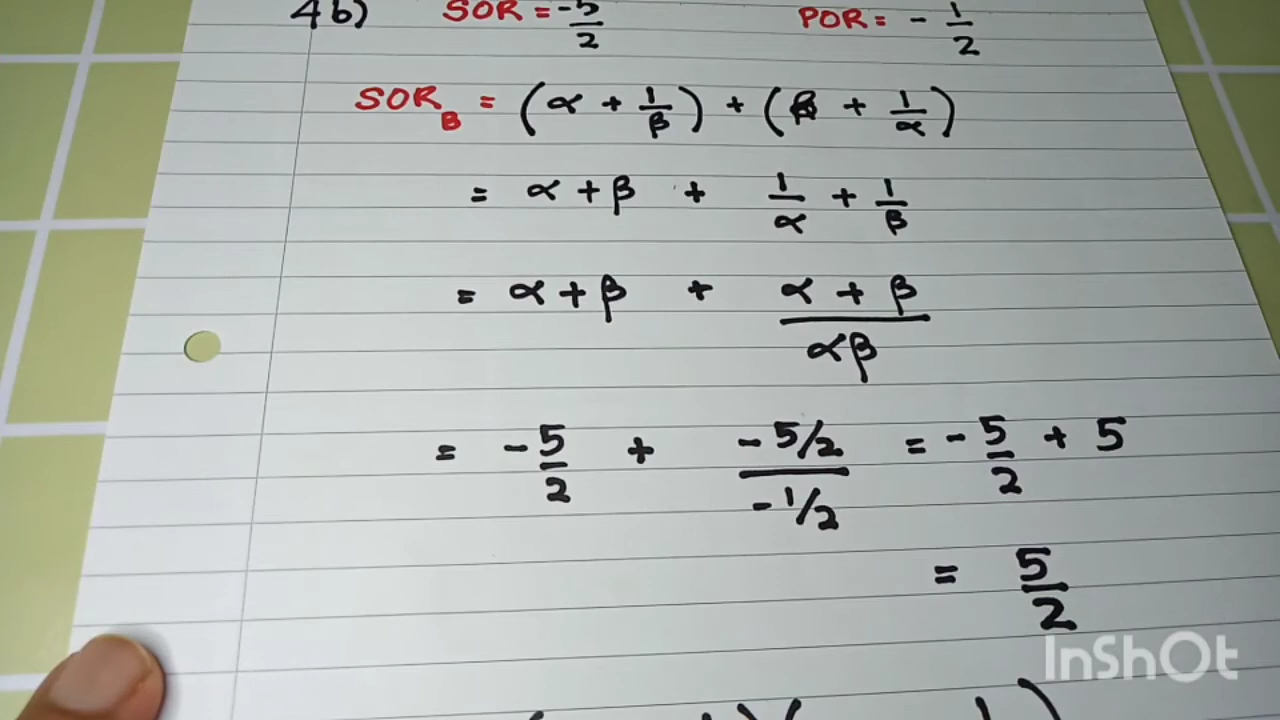 4b) SOR = -5/2 POR = - 1/2
SOR_B = (α + 1/β) + (β + 1/α)
= α + β + 1/α + 1/β
= α + β + (α + β)/αβ
= -5/2 + (-5/2)/(-1/2) = -5/2 + 5
= 5/2
InShOt